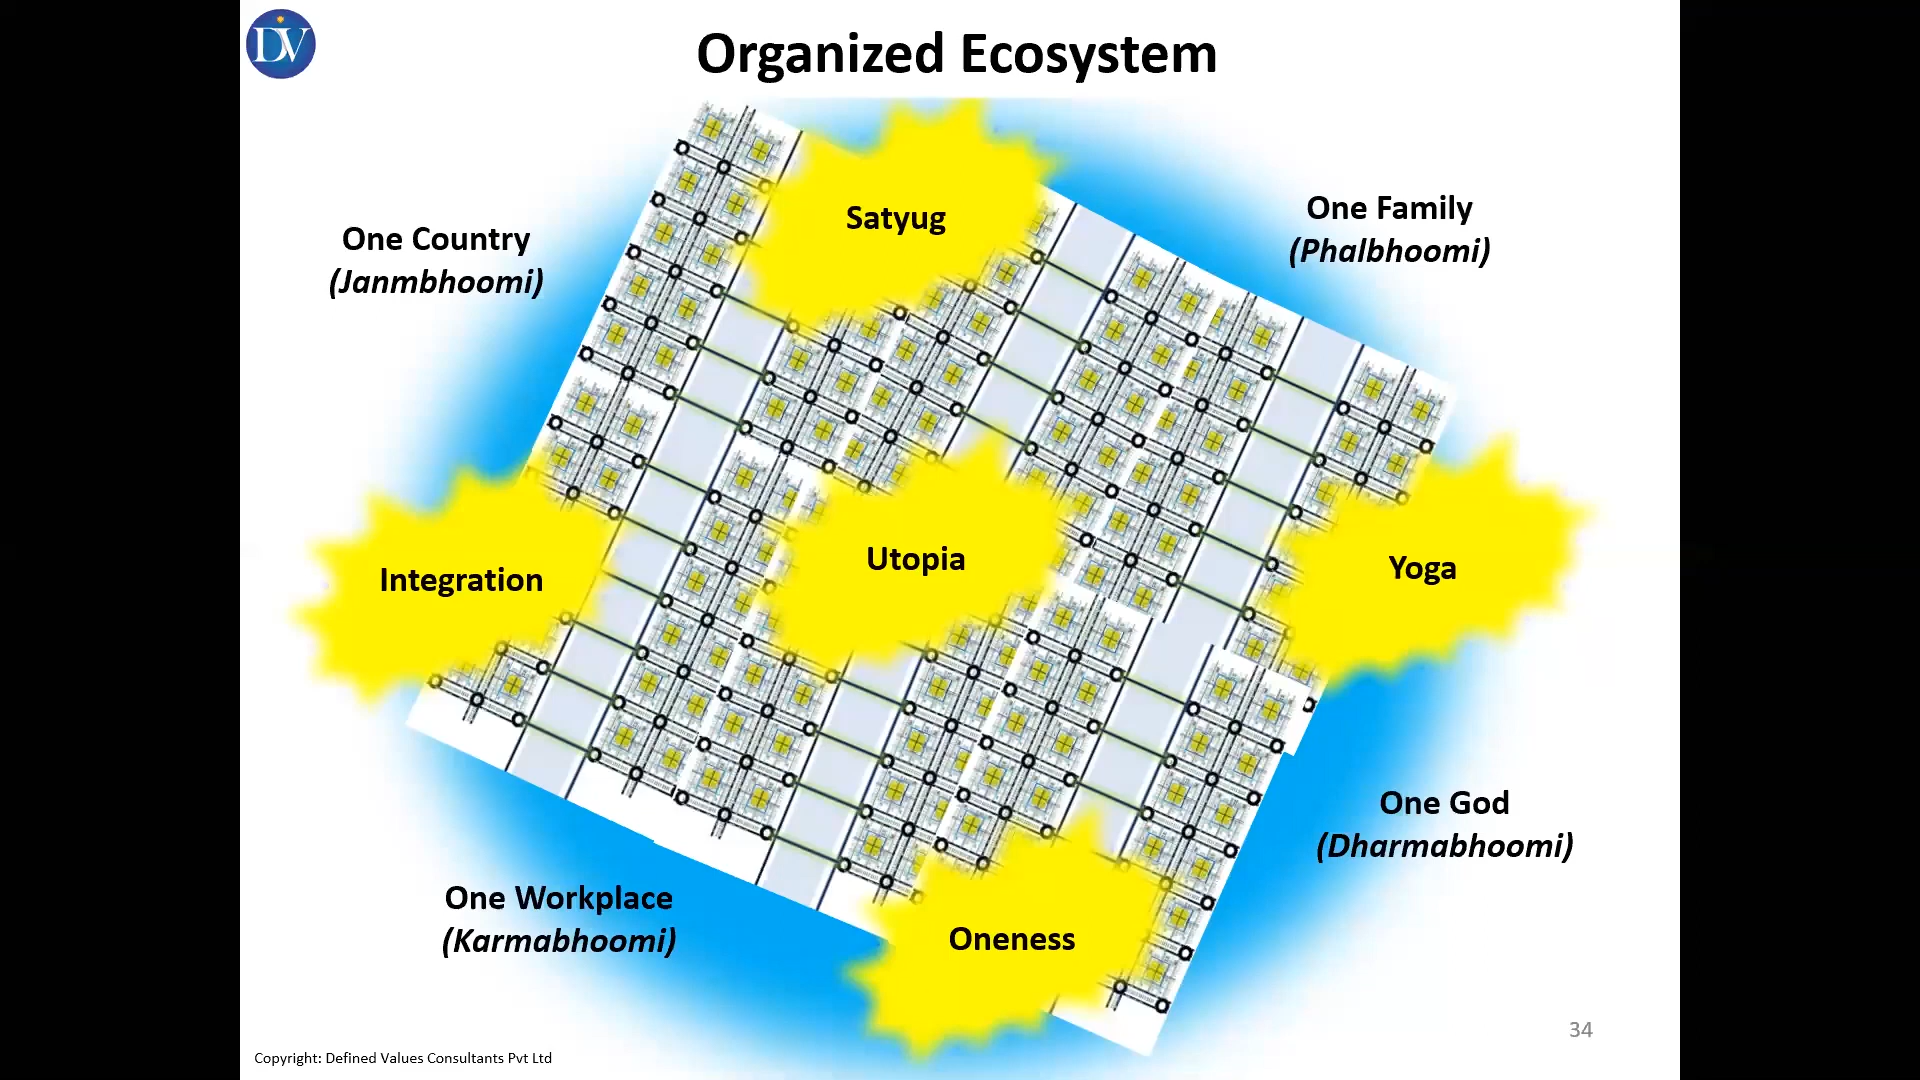 DV
Organized Ecosystem
Satyug
One Family
(Phalbhoomi)
One Country
(Janmbhoomi)
Utopia
Yoga
Integration
One God
(Dharmabhoomi)
One Workplace
(Karmabhoomi)
Oneness
34
Copyright: Defined Values Consultants Pvt Ltd